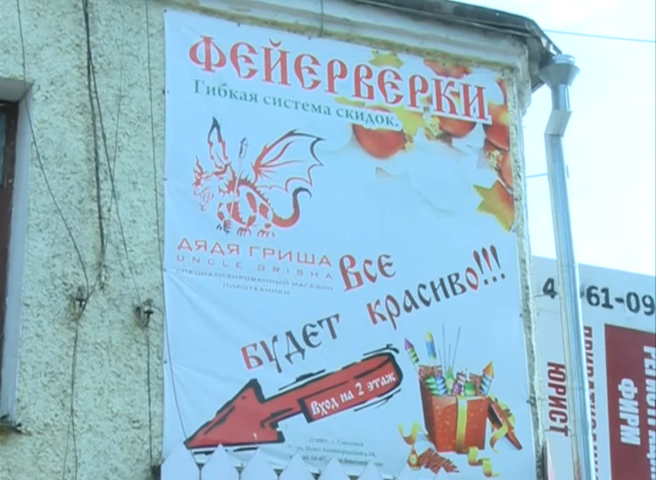 ФЕЙЕРВЕРКИ
Гибкая система скидок.
ДЯДЯ ГРИША
UNCLE GRISHA
СПЕЦИАЛИЗИРОВАННЫЙ МАГАЗИН
ПИРОТЕХНИКИ
Все
БУДЕТ красиво!!!
Вход на 2 этаж
61-09
ЮРИСТ
ФИРМ